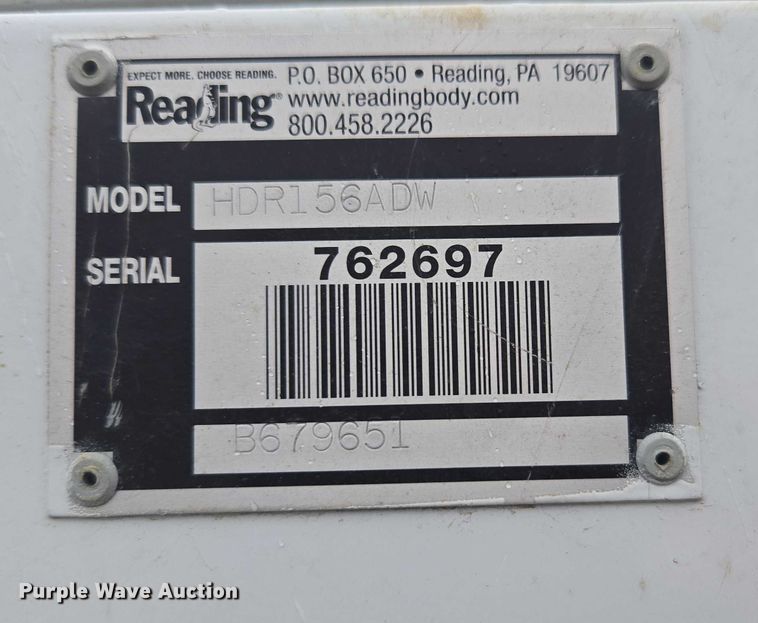 EXPECT MORE. CHOOSE READING.
Reading®
P.O. BOX 650 • Reading, PA 19607
www.readingbody.com
800.458.2226
MODEL HDR156ADW
SERIAL 762697
B679651
Purple Wave Auction